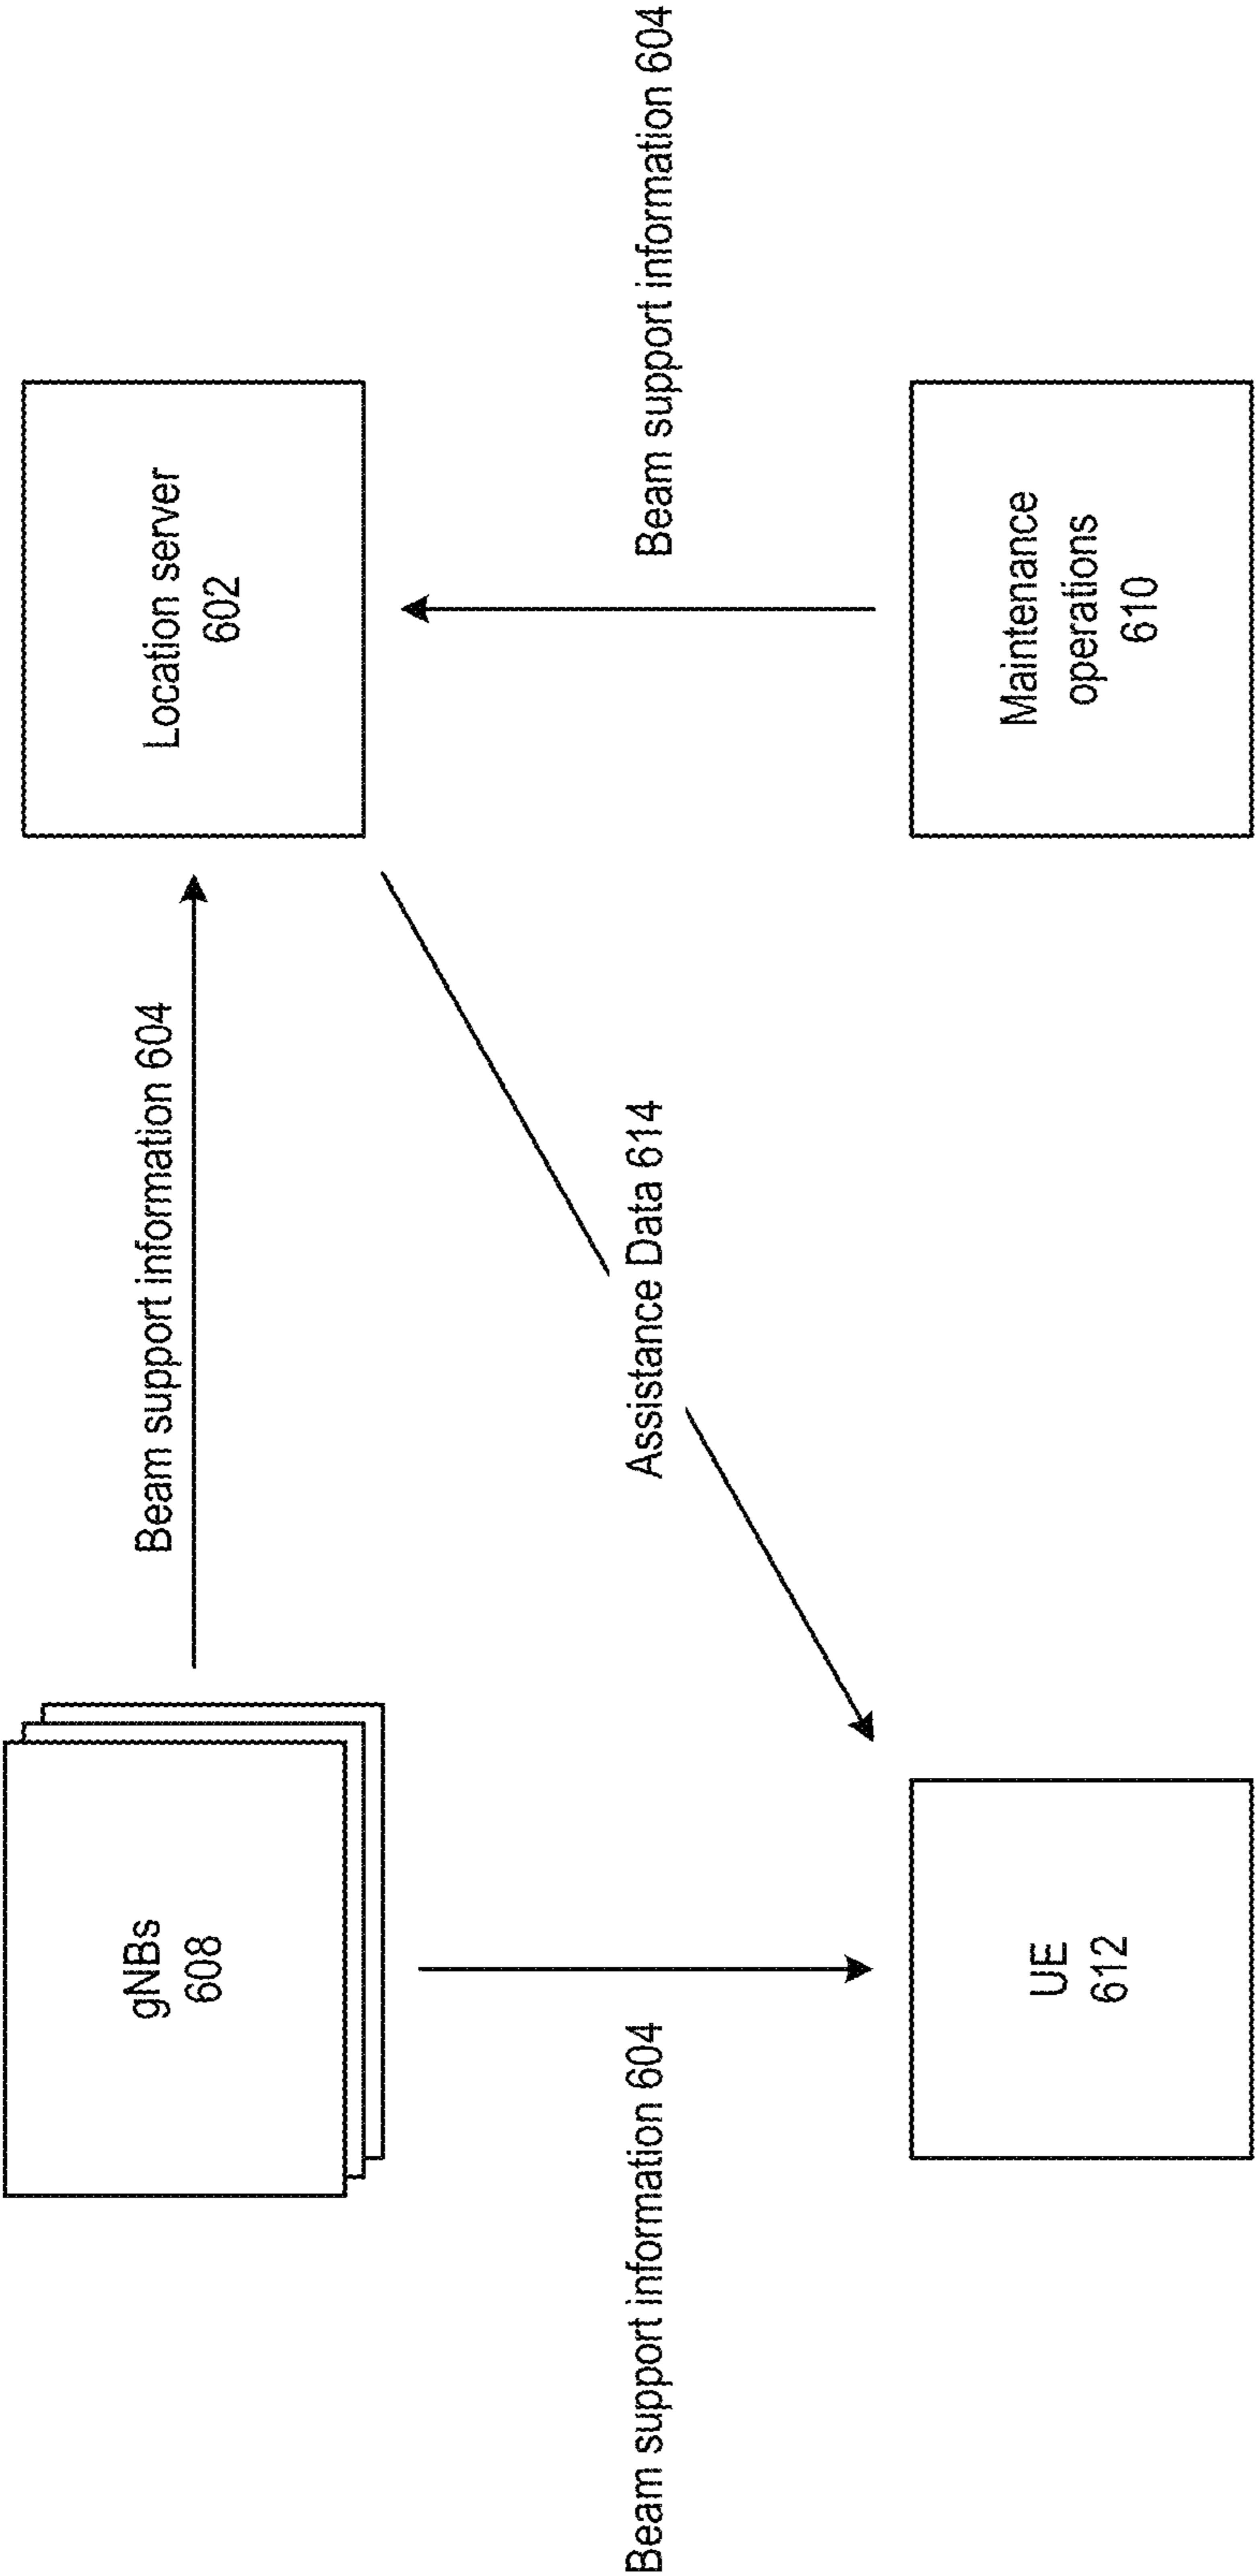 gNBs
608
Beam support information 604
Location server
602
Beam support information 604
Assistance Data 614
Beam support information 604
UE
612
Maintenance
operations
610